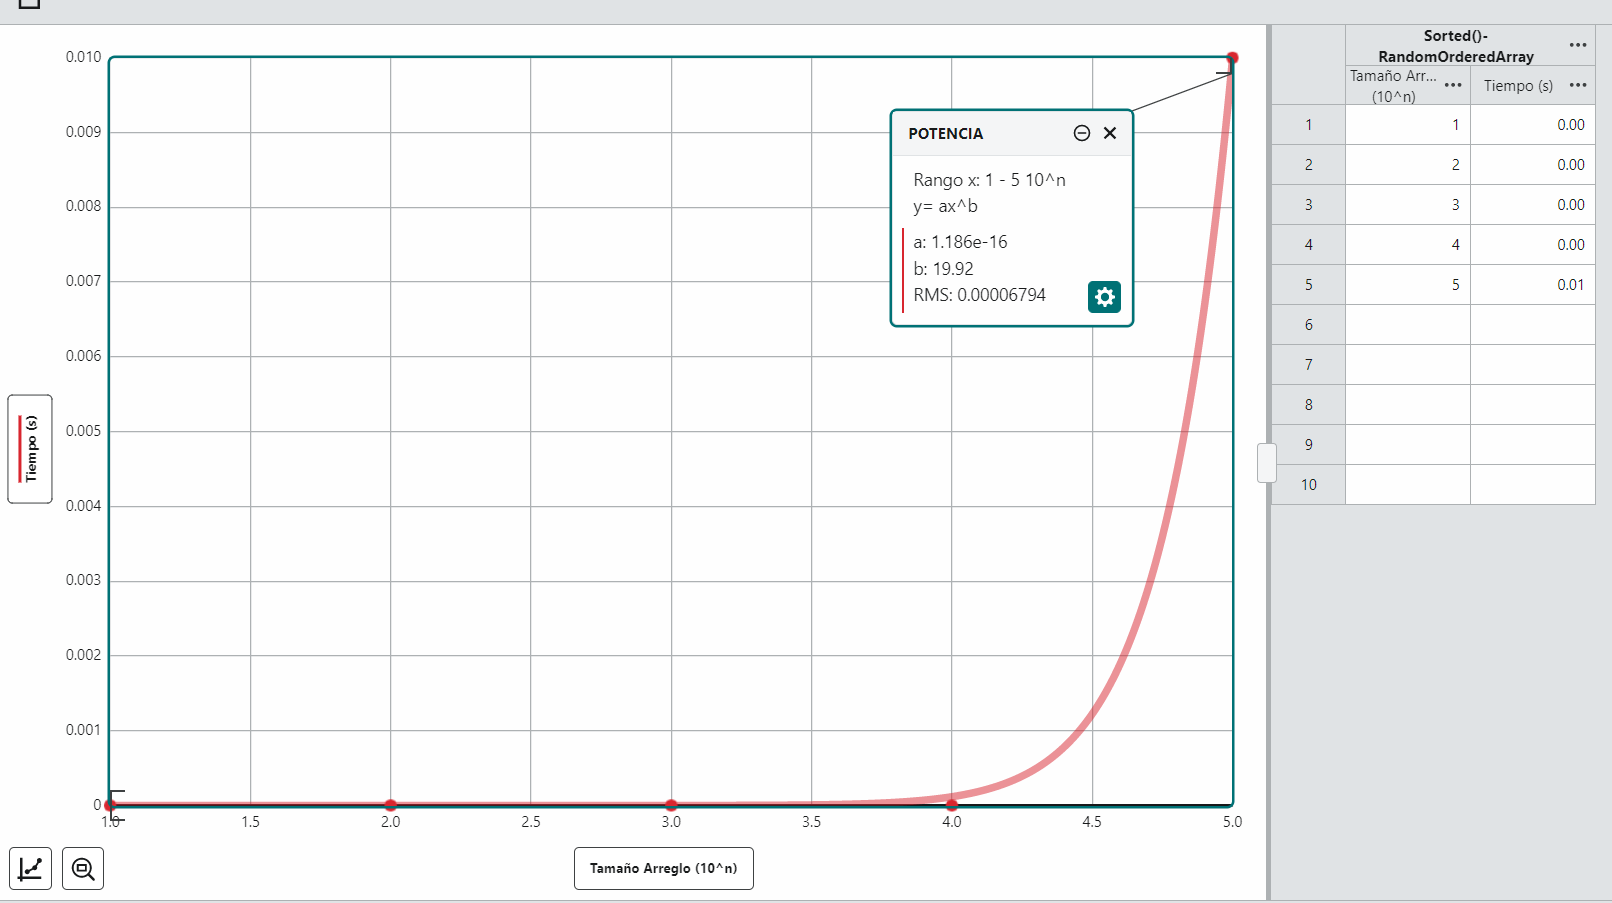 0.010
0.009
0.008
0.007
0.006
0.005
0.004
0.003
0.002
0.001
0
Tiempo (s)
1.0 1.5 2.0 2.5 3.0 3.5 4.0 4.5 5.0
Tamaño Arreglo (10^n)
POTENCIA
Rango x: 1 - 5 10^n
y= ax^b
a: 1.186e-16
b: 19.92
RMS: 0.00006794
Sorted()-
RandomOrderedArray
Tamaño Arr... Tiempo (s)
(10^n)
1 1 0.00
2 2 0.00
3 3 0.00
4 4 0.00
5 5 0.01
6
7
8
9
10